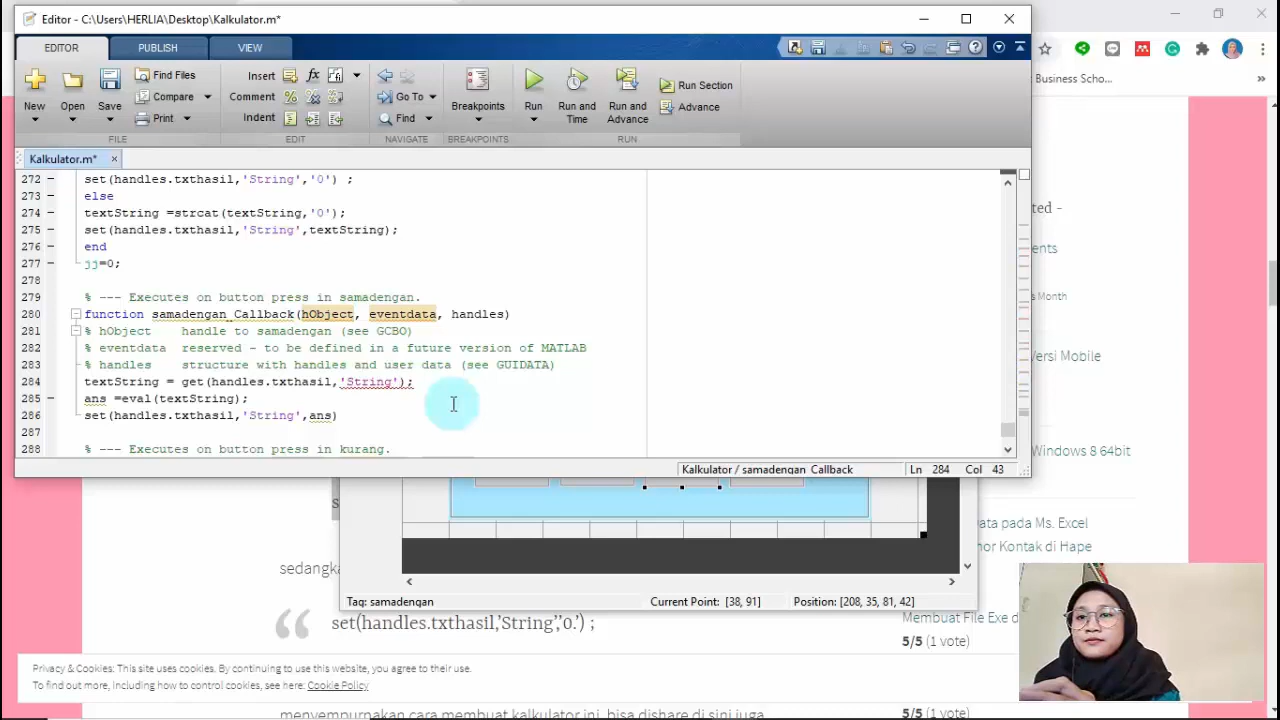 Editor - C:\Users\HERLIA\Desktop\Kalkulator.m*
EDITOR
PUBLISH
VIEW
New
Open
Save
Find Files
Compare
Print
Insert
Comment
Indent
Go To
Find
Breakpoints
Run
Run and
Time
Run and
Advance
Run Section
Advance
FILE
EDIT
NAVIGATE
BREAKPOINTS
RUN
Kalkulator.m*
272 – set(handles.txthasil,'String','0') ;
273 – else
274 – textString =strcat(textString,'0');
275 – set(handles.txthasil,'String',textString);
276 – end
277 – jj=0;
278
279 % --- Executes on button press in samadengan.
280 function samadengan_Callback(hObject, eventdata, handles)
281 % hObject    handle to samadengan (see GCBO)
282 % eventdata  reserved - to be defined in a future version of MATLAB
283 % handles    structure with handles and user data (see GUIDATA)
284 – textString = get(handles.txthasil,'String');
285 – ans =eval(textString);
286 – set(handles.txthasil,'String',ans)
287
288 % --- Executes on button press in kurang.
Kalkulator / samadengan_Callback
Ln 284 Col 43
Business Scho...
ted -
ents
s Month
Versi Mobile
Windows 8 64bit
ata pada Ms. Excel
nor Kontak di Hape
Tag: samadengan
Current Point: [38, 91]
Position: [208, 35, 81, 42]
s
sedangka
“ set(handles.txthasil,’String’,’0.’) ;
Membuat File Exe d
5/5 (1 vote)
Privacy & Cookies: This site uses cookies. By continuing to use this website, you agree to their use.
To find out more, including how to control cookies, see here: Cookie Policy
menyempurnakan cara membuat kalkulator ini, bisa dishare di sini juga
5/5 (1 vote)